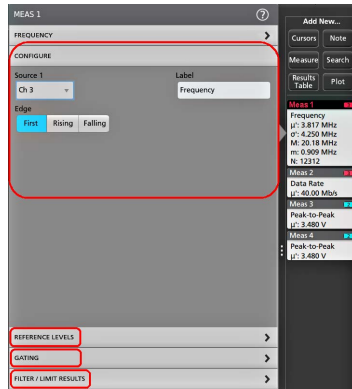 MEAS 1
?
FREQUENCY
CONFIGURE
Source 1
Label
Ch 3
Frequency
Edge
First Rising Falling
REFERENCE LEVELS
GATING
FILTER / LIMIT RESULTS
Add New...
Cursors Note
Measure Search
Results Table Plot
Meas 1
Frequency
μ': 3.817 MHz
σ': 4.250 MHz
M: 20.18 MHz
m: 0.909 MHz
N: 12312
Meas 2
Data Rate
μ': 40.00 Mb/s
Meas 3
Peak-to-Peak
μ': 3.480 V
Meas 4
Peak-to-Peak
μ': 3.480 V